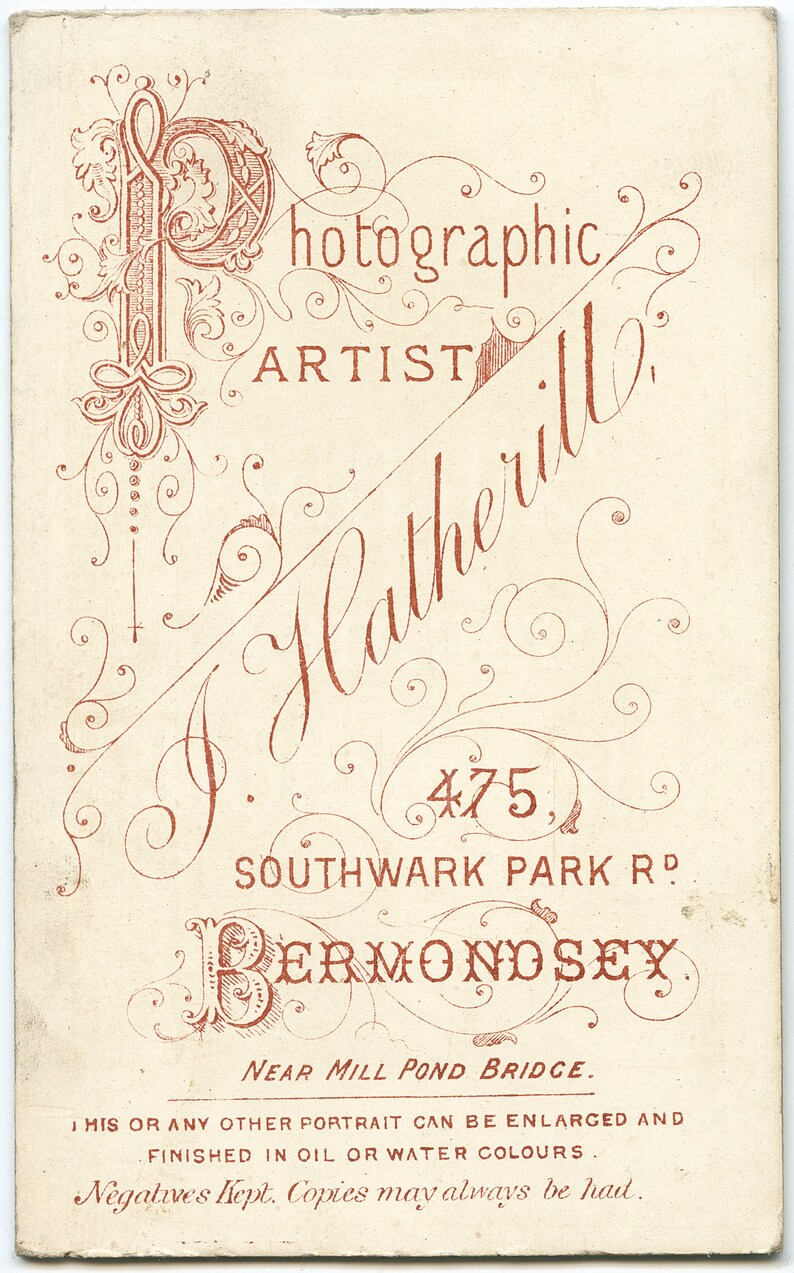 Photographic
ARTIST
J. Hatherill,
475,
SOUTHWARK PARK RD.
BERMONDSEY.
NEAR MILL POND BRIDGE.
THIS OR ANY OTHER PORTRAIT CAN BE ENLARGED AND
FINISHED IN OIL OR WATER COLOURS.
Negatives Kept. Copies may always be had.